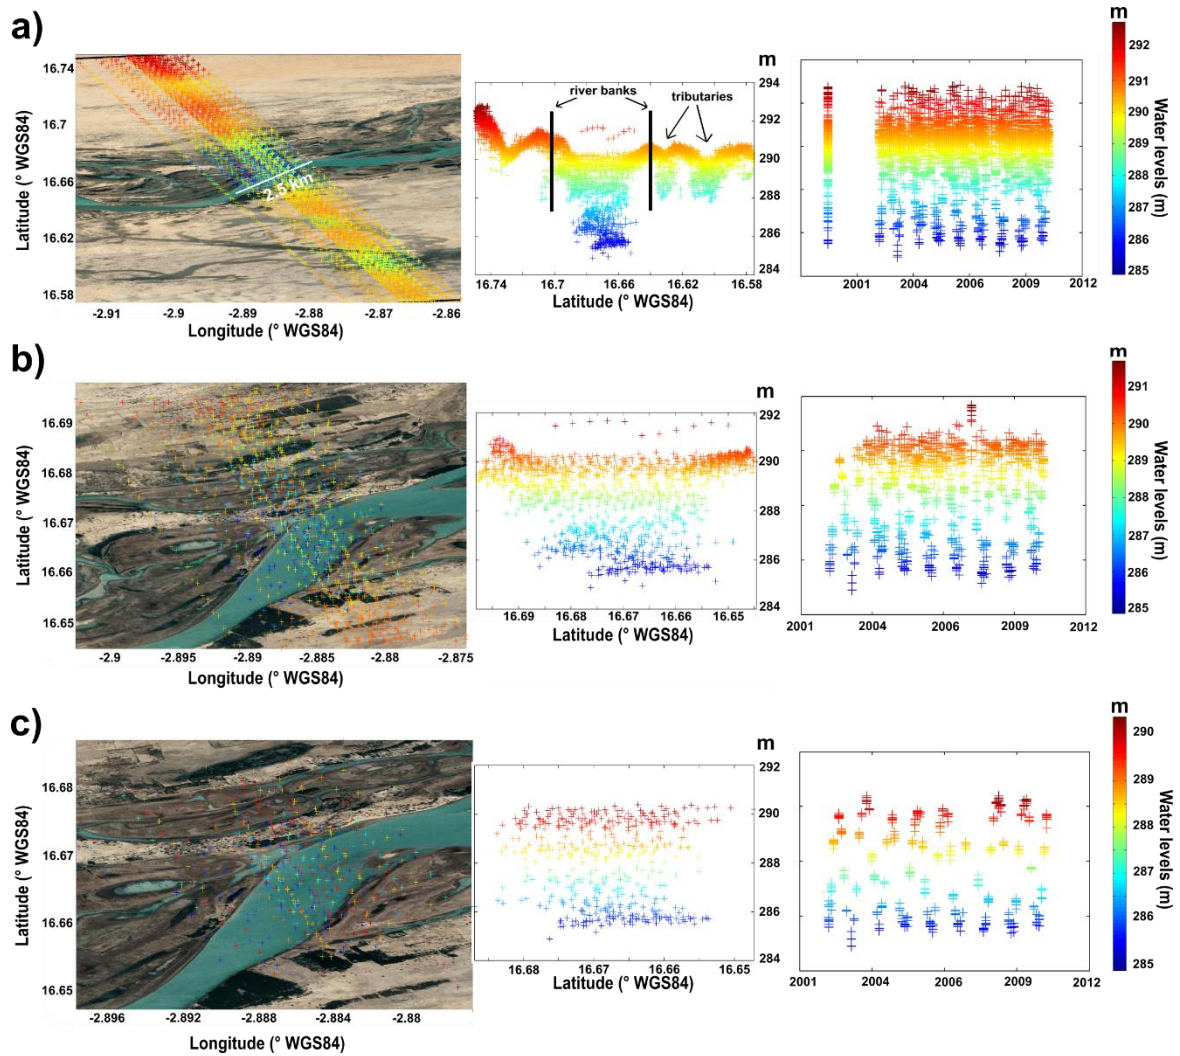 a)
16.74
16.7
16.66
16.62
16.58
Latitude (° WGS84)
2.5 km
-2.91 -2.9 -2.89 -2.88 -2.87 -2.86
Longitude (° WGS84)
m
river banks
tributaries
294
292
290
288
286
284
16.74 16.7 16.66 16.62 16.58
Latitude (° WGS84)
2001 2004 2006 2009 2012
m
292
291
290
289
288
287
286
285
Water levels (m)
b)
16.69
16.68
16.67
16.66
16.65
Latitude (° WGS84)
-2.9 -2.895 -2.89 -2.885 -2.88 -2.875
Longitude (° WGS84)
m
292
290
288
286
284
16.69 16.68 16.67 16.66 16.65
Latitude (° WGS84)
2001 2004 2006 2009 2012
m
291
290
289
288
287
286
285
Water levels (m)
c)
16.68
16.67
16.66
16.65
Latitude (° WGS84)
-2.896 -2.892 -2.888 -2.884 -2.88
Longitude (° WGS84)
m
292
290
288
286
284
16.68 16.67 16.66 16.65
Latitude (° WGS84)
2001 2004 2006 2009 2012
m
290
289
288
287
286
285
Water levels (m)